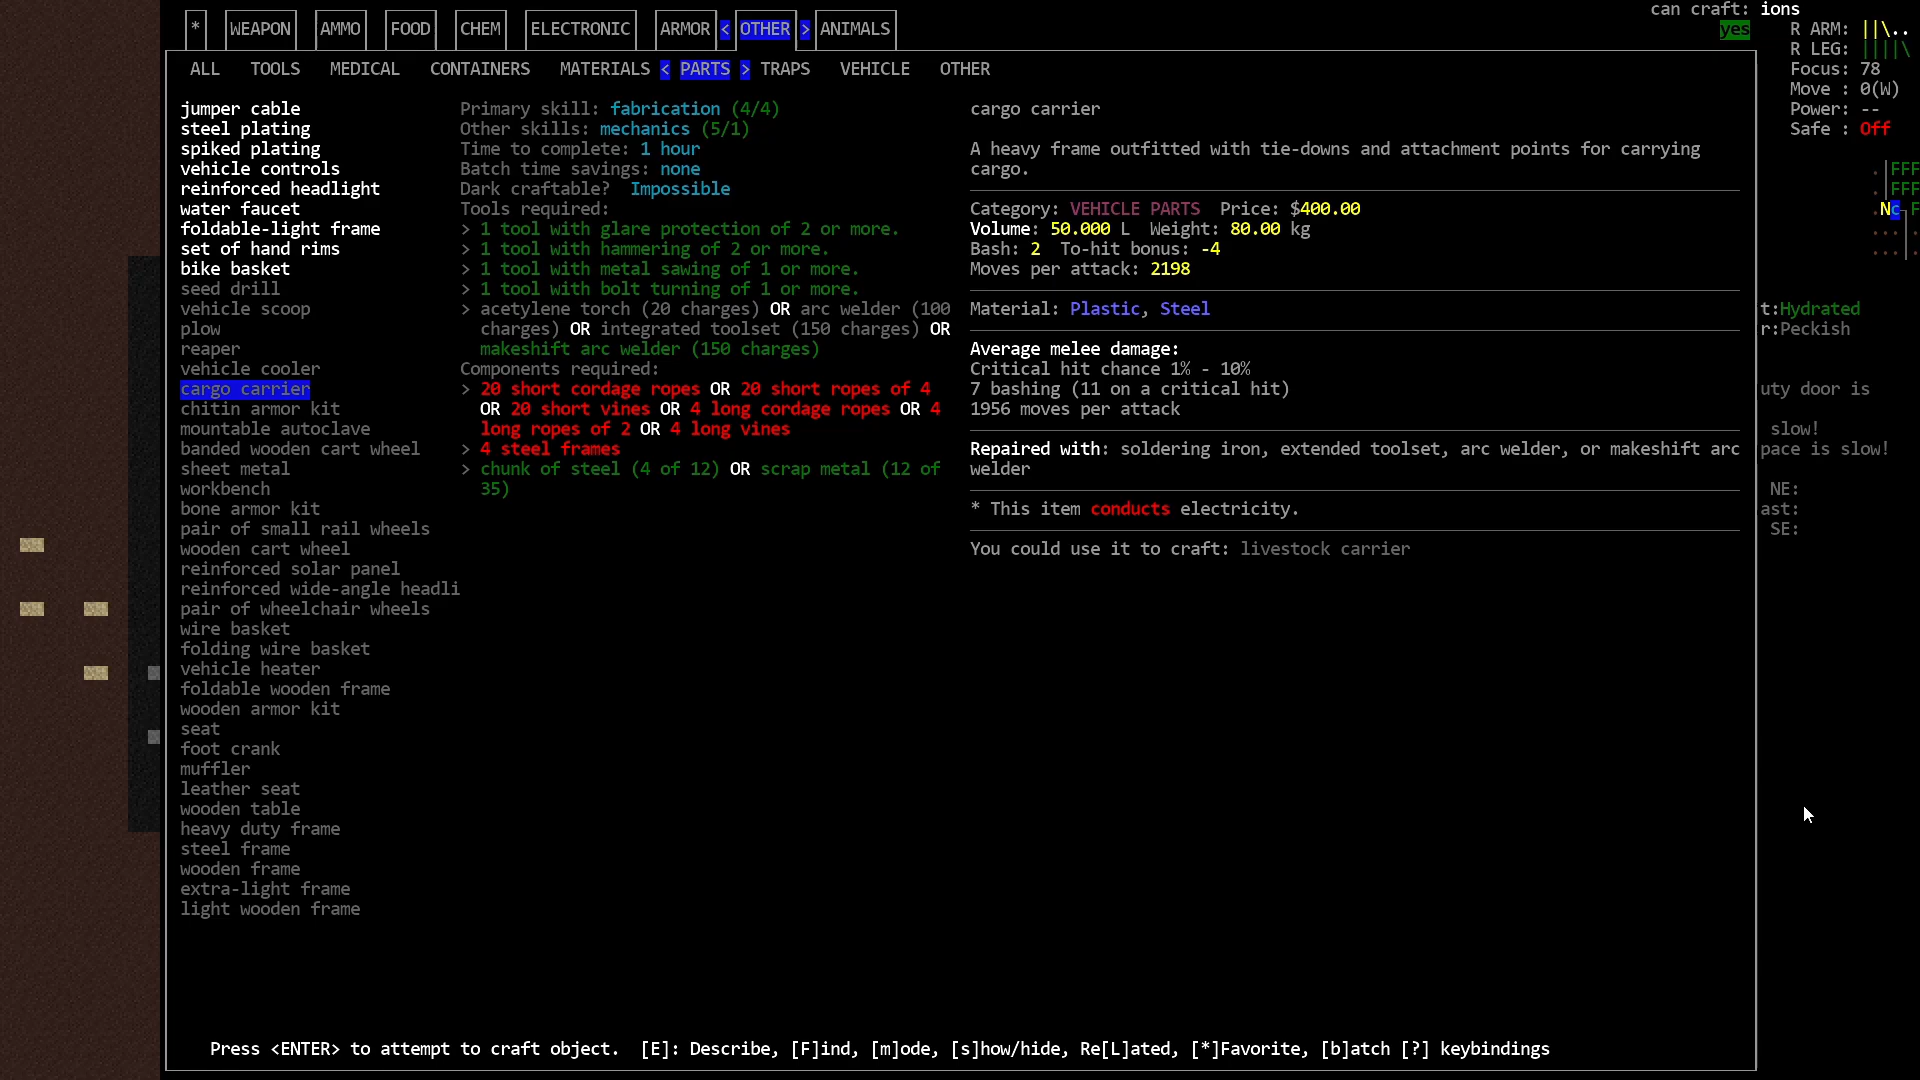 * WEAPON AMMO FOOD CHEM ELECTRONIC ARMOR < OTHER > ANIMALS
can craft: ions
yes
R ARM: ||\..
R LEG: ||||\
Focus: 78
Move : 0(W)
Power: --
Safe : Off
ALL TOOLS MEDICAL CONTAINERS MATERIALS < PARTS > TRAPS VEHICLE OTHER
jumper cable
steel plating
spiked plating
vehicle controls
reinforced headlight
water faucet
foldable-light frame
set of hand rims
bike basket
seed drill
vehicle scoop
plow
reaper
vehicle cooler
cargo carrier
chitin armor kit
mountable autoclave
banded wooden cart wheel
sheet metal
workbench
bone armor kit
pair of small rail wheels
wooden cart wheel
reinforced solar panel
reinforced wide-angle headli
pair of wheelchair wheels
wire basket
folding wire basket
vehicle heater
foldable wooden frame
wooden armor kit
seat
foot crank
muffler
leather seat
wooden table
heavy duty frame
steel frame
wooden frame
extra-light frame
light wooden frame
Primary skill: fabrication (4/4)
Other skills: mechanics (5/1)
Time to complete: 1 hour
Batch time savings: none
Dark craftable? Impossible
Tools required:
> 1 tool with glare protection of 2 or more.
> 1 tool with hammering of 2 or more.
> 1 tool with metal sawing of 1 or more.
> 1 tool with bolt turning of 1 or more.
> acetylene torch (20 charges) OR arc welder (100
charges) OR integrated toolset (150 charges) OR
makeshift arc welder (150 charges)
Components required:
> 20 short cordage ropes OR 20 short ropes of 4
OR 20 short vines OR 4 long cordage ropes OR 4
long ropes of 2 OR 4 long vines
> 4 steel frames
> chunk of steel (4 of 12) OR scrap metal (12 of
35)
cargo carrier
A heavy frame outfitted with tie-downs and attachment points for carrying
cargo.
Category: VEHICLE PARTS Price: $400.00
Volume: 50.000 L Weight: 80.00 kg
Bash: 2 To-hit bonus: -4
Moves per attack: 2198
Material: Plastic, Steel
Average melee damage:
Critical hit chance 1% - 10%
7 bashing (11 on a critical hit)
1956 moves per attack
Repaired with: soldering iron, extended toolset, arc welder, or makeshift arc
welder
* This item conducts electricity.
You could use it to craft: livestock carrier
.|FFF
.|FFF
.Nc F
...
...|.
t:Hydrated
r:Peckish
uty door is
slow!
pace is slow!
NE:
ast:
SE:
Press <ENTER> to attempt to craft object. [E]: Describe, [F]ind, [m]ode, [s]how/hide, Re[L]ated, [*]Favorite, [b]atch [?] keybindings